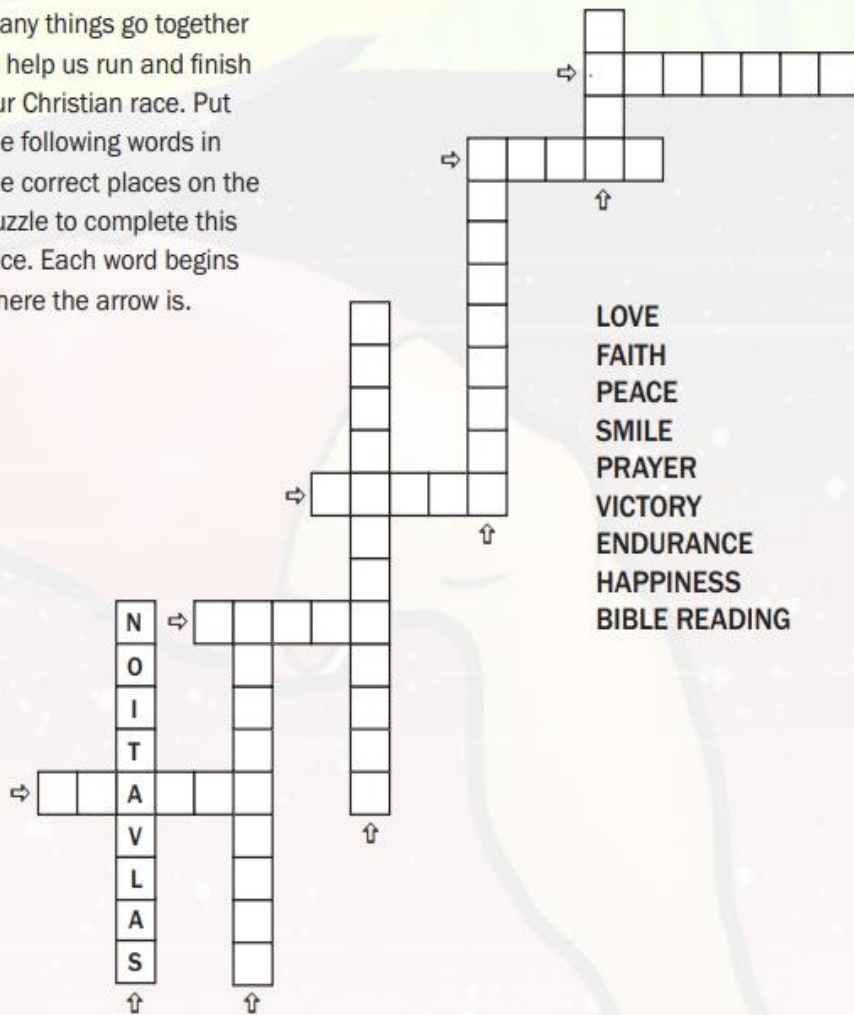 any things go together
help us run and finish
ur Christian race. Put
e following words in
e correct places on the
uzzle to complete this
ce. Each word begins
here the arrow is.
LOVE
FAITH
PEACE
SMILE
PRAYER
VICTORY
ENDURANCE
HAPPINESS
BIBLE READING
N
O
I
T
A
V
L
A
S